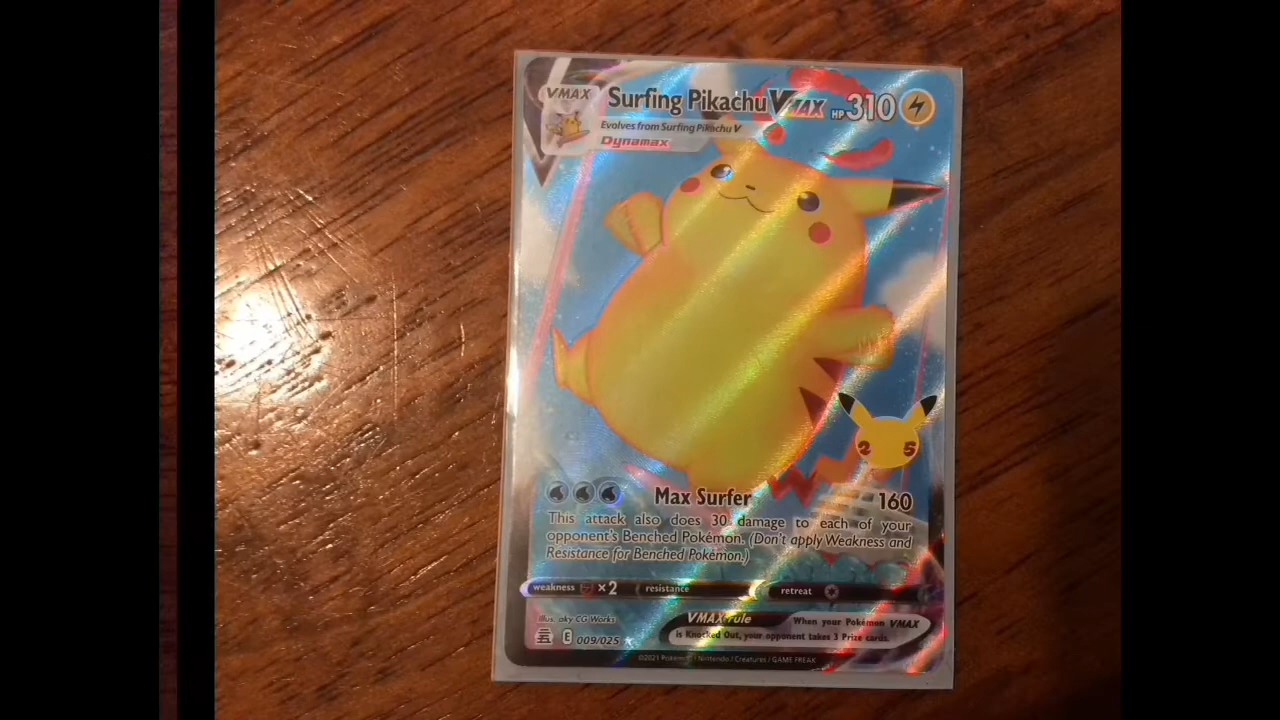 VMAX
Surfing Pikachu VMAX HP 310
Evolves from Surfing Pikachu V
Dynamax
25
Max Surfer 160
This attack also does 30 damage to each of your
opponent's Benched Pokémon. (Don't apply Weakness and
Resistance for Benched Pokémon.)
weakness ×2 resistance retreat
Illus. aky CG Works
E 009/025
VMAX rule When your Pokémon VMAX
is Knocked Out, your opponent takes 3 Prize cards.
©2021 Pokémon / Nintendo / Creatures / GAME FREAK